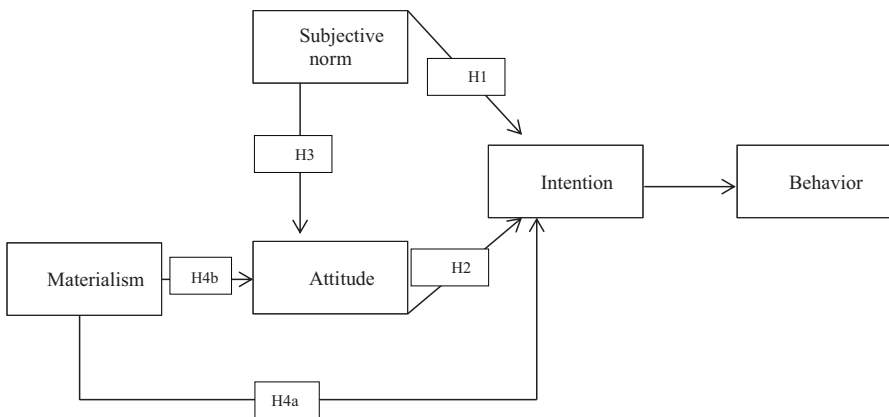 Subjective
norm
H1
H3
Intention
Behavior
Materialism
H4b
Attitude
H2
H4a